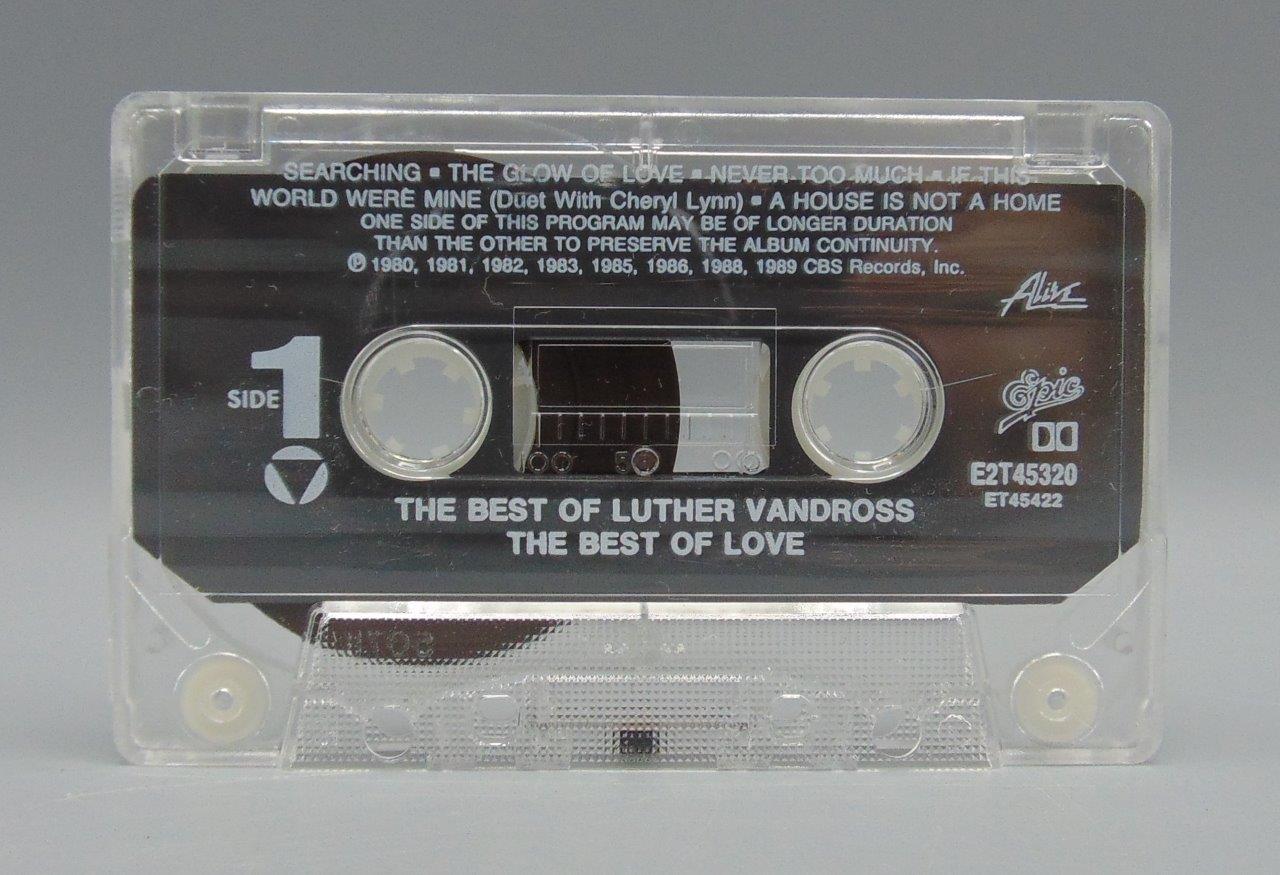 SEARCHING ▪ THE GLOW OF LOVE ▪ NEVER TOO MUCH ▪ IF THIS
WORLD WERE MINE (Duet With Cheryl Lynn) ▪ A HOUSE IS NOT A HOME
ONE SIDE OF THIS PROGRAM MAY BE OF LONGER DURATION
THAN THE OTHER TO PRESERVE THE ALBUM CONTINUITY.
℗ 1980, 1981, 1982, 1983, 1985, 1986, 1988, 1989 CBS Records, Inc.
Alive
SIDE 1
Epic
100 50 0
E2T45320
ET45422
THE BEST OF LUTHER VANDROSS
THE BEST OF LOVE